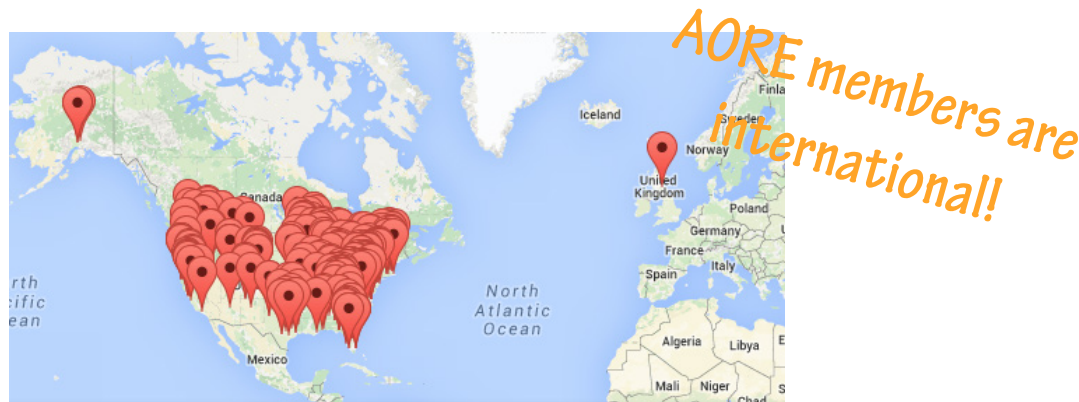 AORE members are
international!
Iceland
Finla
Sweden
Norway
United
Kingdom
Canada
Poland
Germany
France
Italy
Spain
rth
cific
ean
North
Atlantic
Ocean
Mexico
Algeria
Libya
E
Mali
Niger
Chad
S